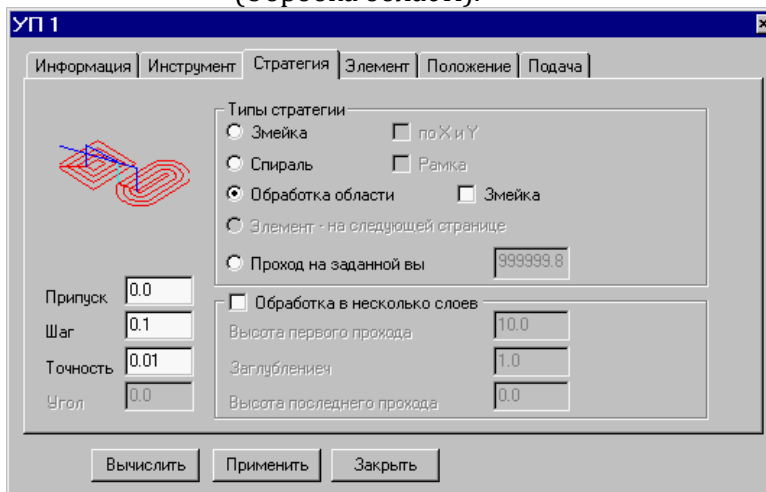 (Обробка области).
УП 1
Информация Инструмент Стратегия Элемент Положение Подача
Типы стратегии
Змейка по X и Y
Спираль Рамка
Обработка области Змейка
Элемент - на следующей странице
Проход на заданной вы 999999.8
Припуск 0.0
Шаг 0.1
Точность 0.01
Угол 0.0
Обработка в несколько слоев
Высота первого прохода 10.0
Заглублениеч 1.0
Высота последнего прохода 0.0
Вычислить Применить Закрыть